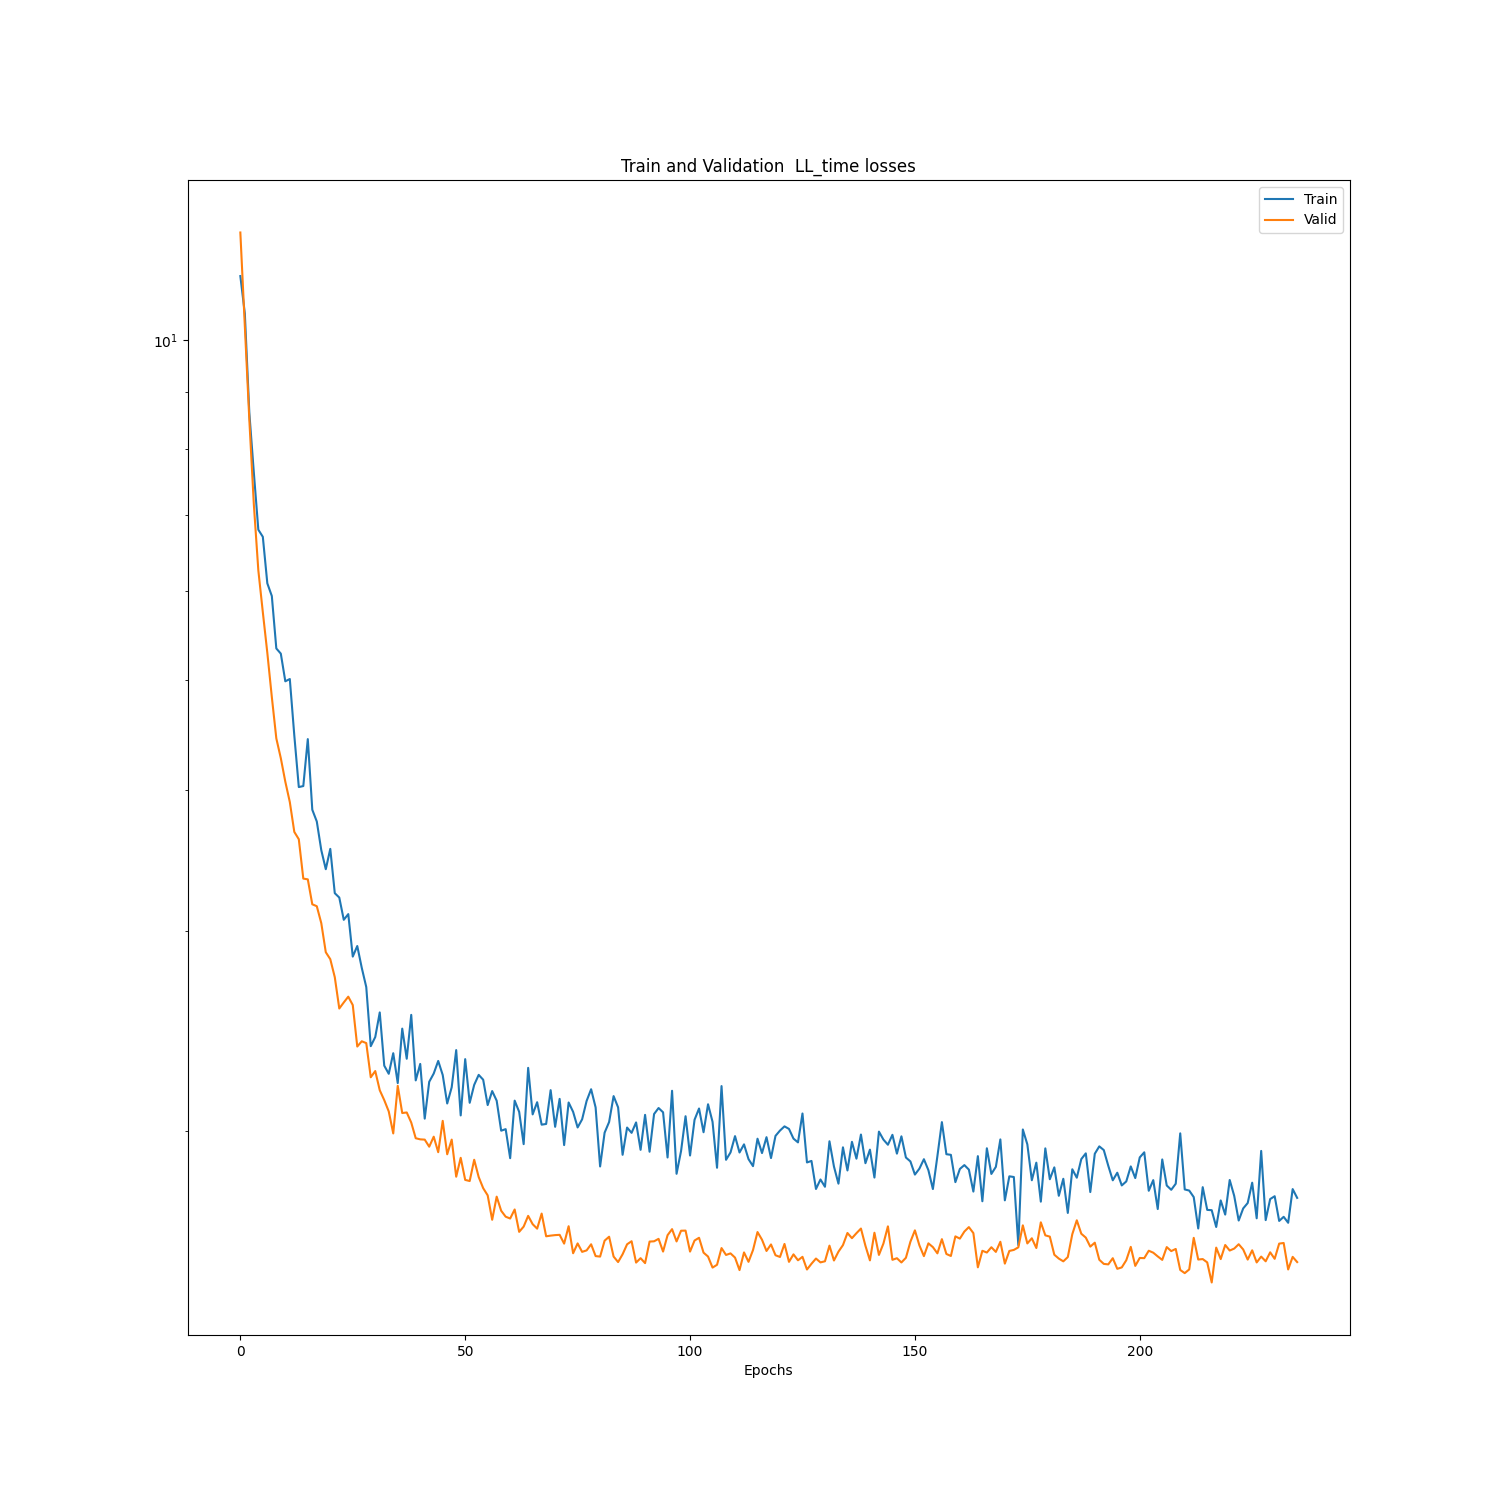 Train and Validation  LL_time losses
Train
Valid
10¹
0 50 100 150 200
Epochs